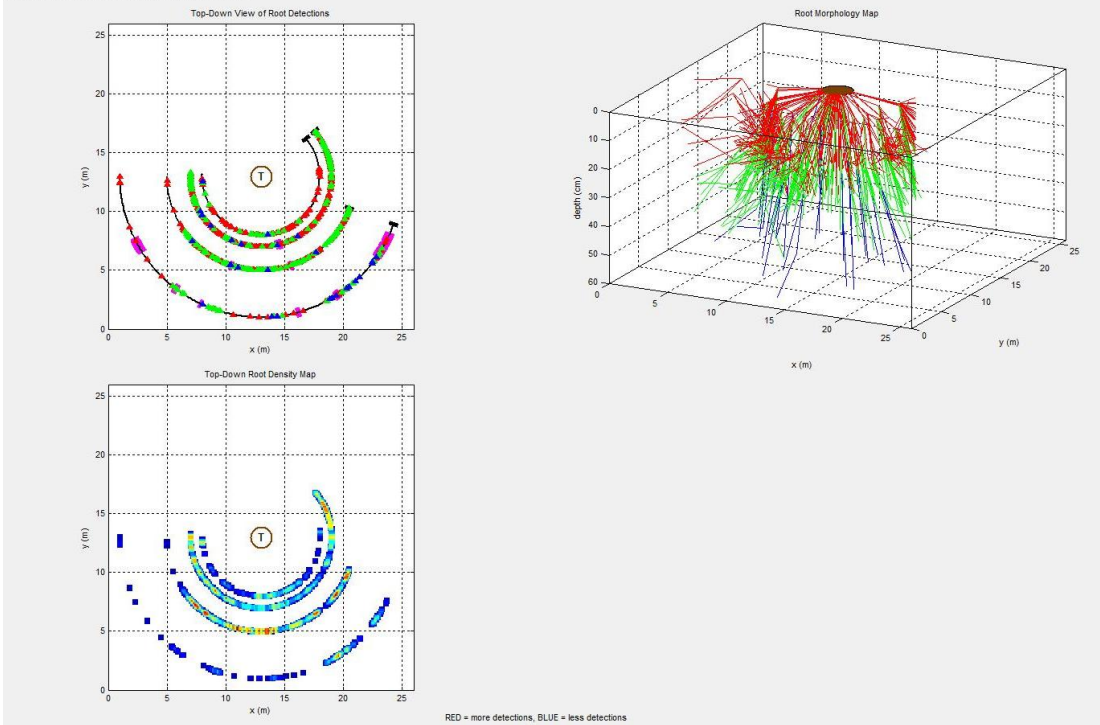 Top-Down View of Root Detections
25
20
15
10
5
0
y (m)
T
0 5 10 15 20 25
x (m)
Root Morphology Map
0
10
20
30
40
50
60
depth (cm)
0 5 10 15 20 25
x (m)
0 5 10 15 20 25
y (m)
Top-Down Root Density Map
25
20
15
10
5
0
y (m)
T
0 5 10 15 20 25
x (m)
RED = more detections, BLUE = less detections